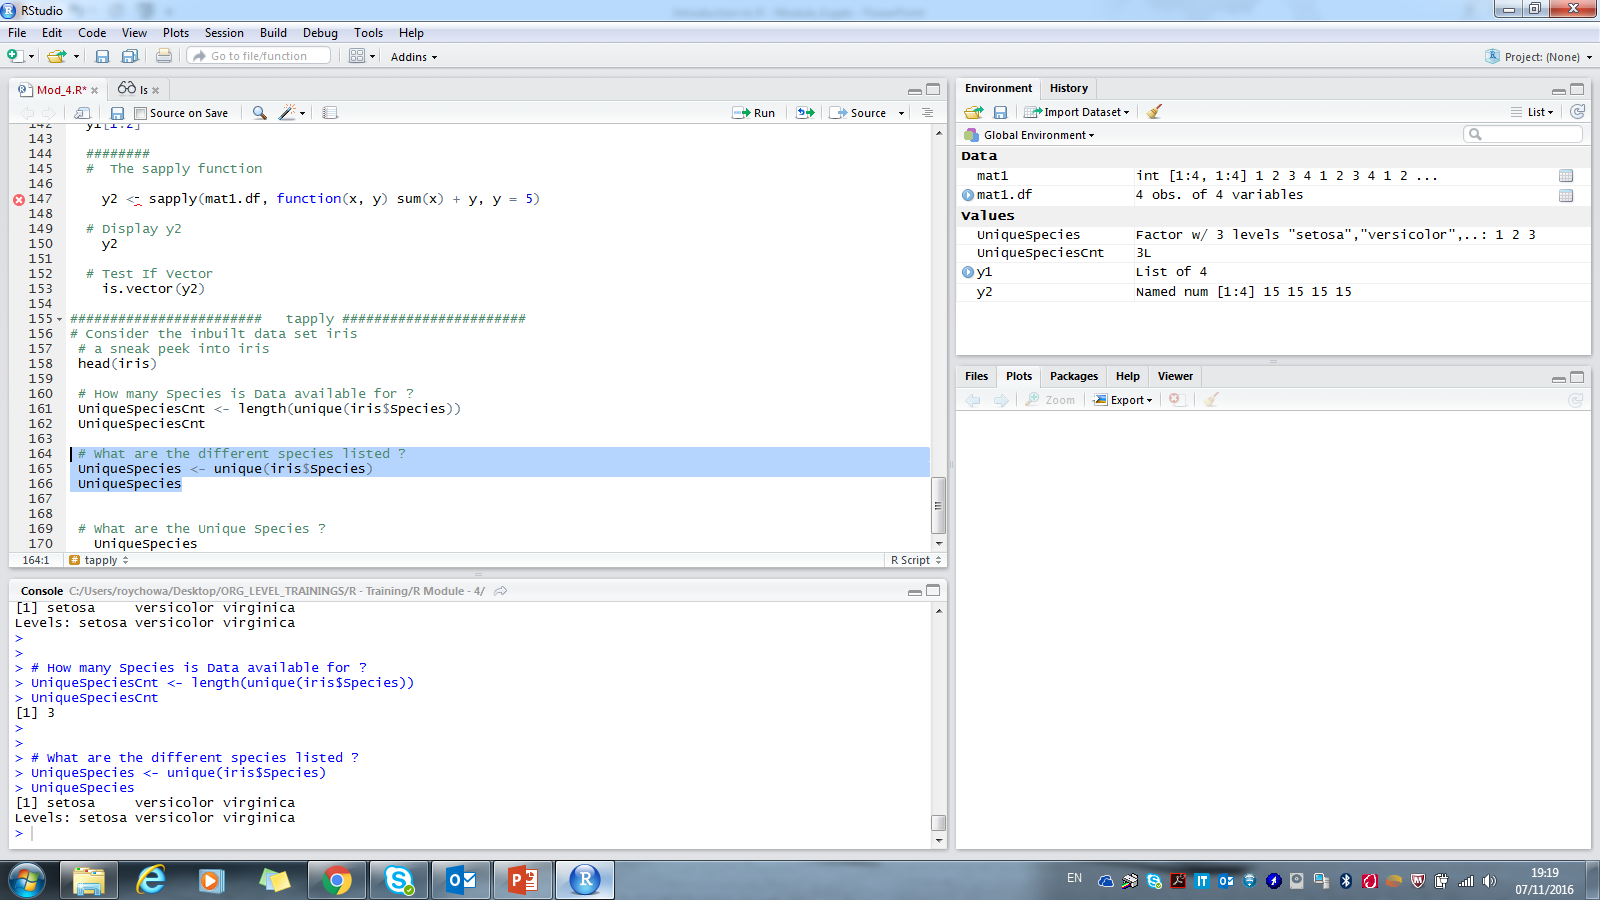 RStudio
File Edit Code View Plots Session Build Debug Tools Help
Go to file/function Addins Project: (None)
Mod_4.R* ls
Source on Save Run Source
142 y1[1:2]
143
144 ########
145 # The sapply function
146
147 y2 <- sapply(mat1.df, function(x, y) sum(x) + y, y = 5)
148
149 # Display y2
150 y2
151
152 # Test If Vector
153 is.vector(y2)
154
155 ######################## tapply #######################
156 # Consider the inbuilt data set iris
157 # a sneak peek into iris
158 head(iris)
159
160 # How many Species is Data available for ?
161 UniqueSpeciesCnt <- length(unique(iris$Species))
162 UniqueSpeciesCnt
163
164 # What are the different species listed ?
165 UniqueSpecies <- unique(iris$Species)
166 UniqueSpecies
167
168
169 # What are the Unique Species ?
170 UniqueSpecies
164:1 # tapply R Script
Console C:/Users/roychowa/Desktop/ORG_LEVEL_TRAININGS/R - Training/R Module - 4/
[1] setosa versicolor virginica
Levels: setosa versicolor virginica
>
>
> # How many Species is Data available for ?
> UniqueSpeciesCnt <- length(unique(iris$Species))
> UniqueSpeciesCnt
[1] 3
>
>
> # What are the different species listed ?
> UniqueSpecies <- unique(iris$Species)
> UniqueSpecies
[1] setosa versicolor virginica
Levels: setosa versicolor virginica
>
Environment History
Import Dataset List
Global Environment
Data
mat1 int [1:4, 1:4] 1 2 3 4 1 2 3 4 1 2 ...
mat1.df 4 obs. of 4 variables
Values
UniqueSpecies Factor w/ 3 levels "setosa","versicolor",..: 1 2 3
UniqueSpeciesCnt 3L
y1 List of 4
y2 Named num [1:4] 15 15 15 15
Files Plots Packages Help Viewer
Zoom Export
EN 19:19
07/11/2016